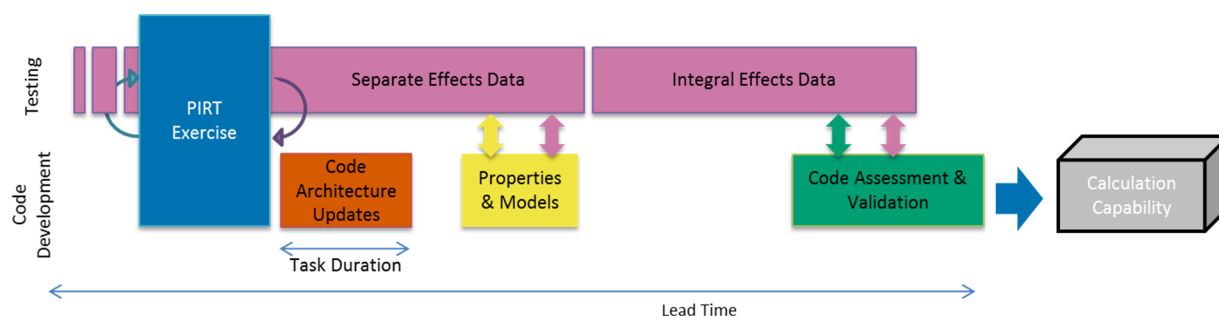 Testing
Code
Development
PIRT
Exercise
Separate Effects Data
Integral Effects Data
Code
Architecture
Updates
Properties
& Models
Code Assessment &
Validation
Calculation
Capability
Task Duration
Lead Time